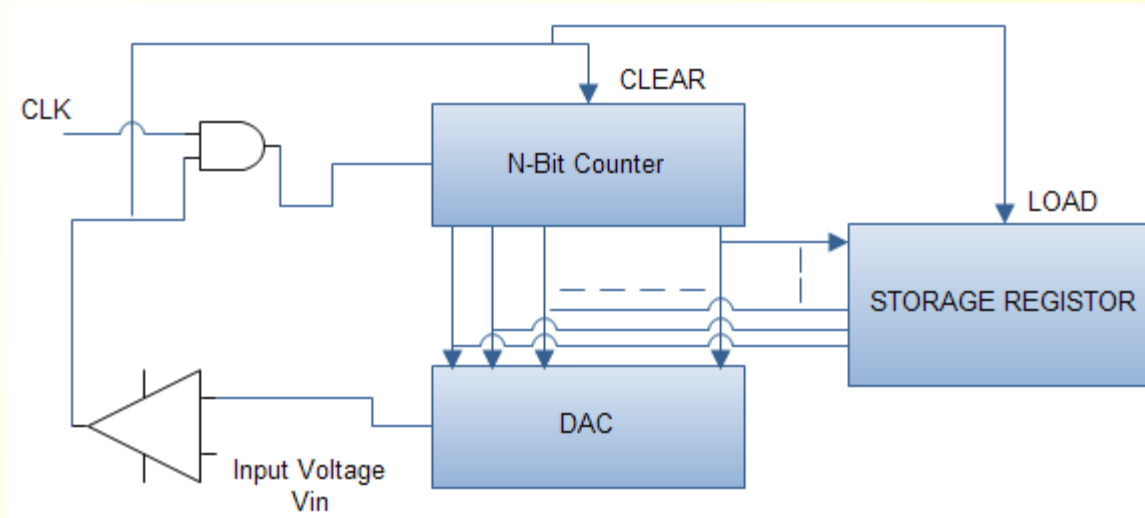 CLEAR
CLK
N-Bit Counter
LOAD
STORAGE REGISTOR
DAC
Input Voltage
Vin